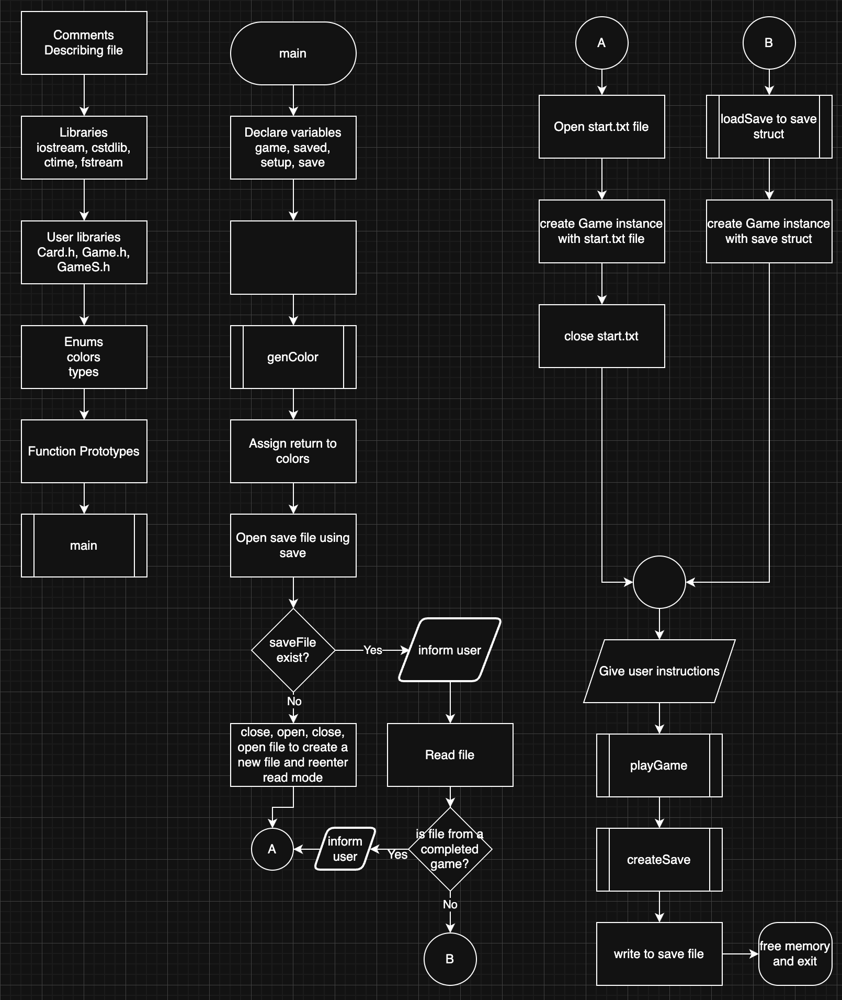 Comments
Describing file
Libraries
iostream, cstdlib,
ctime, fstream
User libraries
Card.h, Game.h,
GameS.h
Enums
colors
types
Function Prototypes
main
main
Declare variables
game, saved,
setup, save
genColor
Assign return to
colors
Open save file using
save
saveFile
exist?
Yes
inform user
No
close, open, close,
open file to create a
new file and reenter
read mode
Read file
is file from a
completed
game?
Yes
inform
user
A
No
B
A
Open start.txt file
create Game instance
with start.txt file
close start.txt
B
loadSave to save
struct
create Game instance
with save struct
Give user instructions
playGame
createSave
write to save file
free memory
and exit